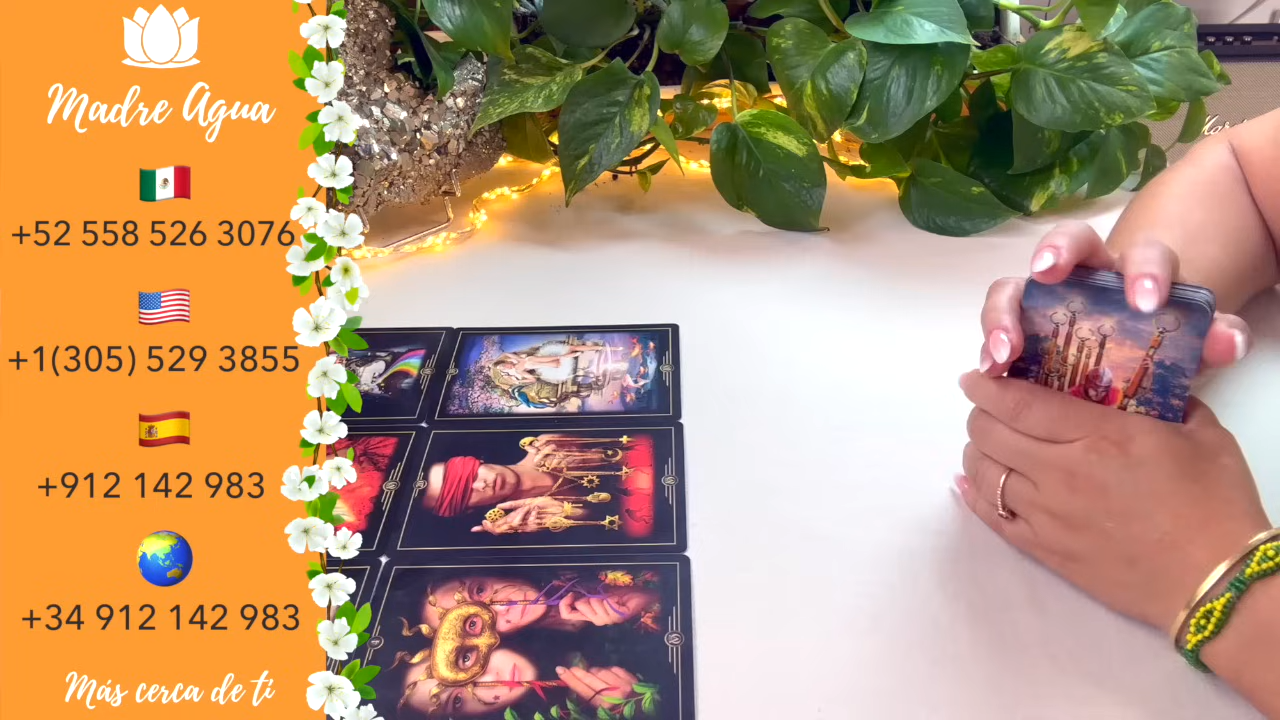 Madre Agua
+52 558 526 3076
+1(305) 529 3855
+912 142 983
+34 912 142 983
Más cerca de ti